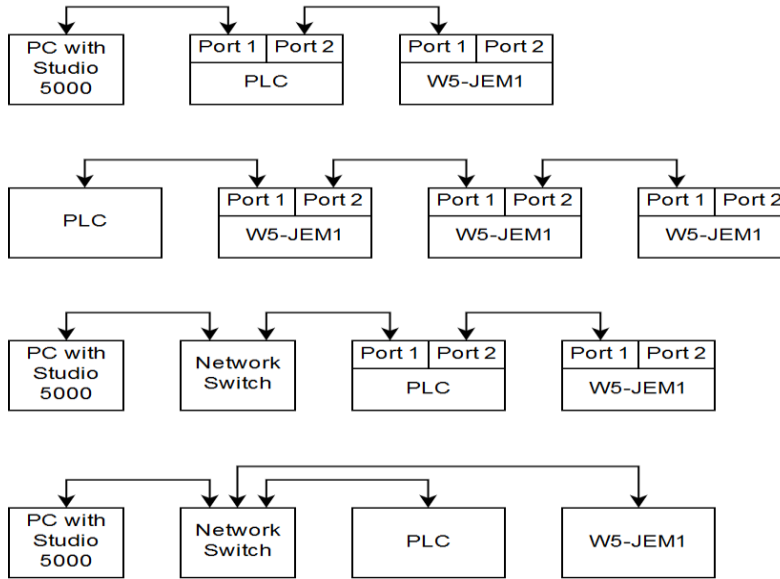 PC with
Studio
5000
Port 1 Port 2
PLC
Port 1 Port 2
W5-JEM1
PLC
Port 1 Port 2
W5-JEM1
Port 1 Port 2
W5-JEM1
Port 1 Port 2
W5-JEM1
PC with
Studio
5000
Network
Switch
Port 1 Port 2
PLC
Port 1 Port 2
W5-JEM1
PC with
Studio
5000
Network
Switch
PLC
W5-JEM1